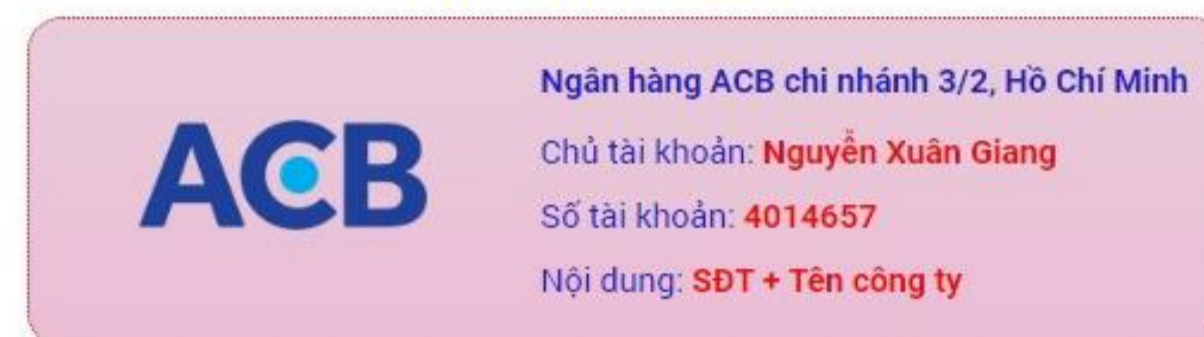 ACB
Ngân hàng ACB chi nhánh 3/2, Hồ Chí Minh
Chủ tài khoản: Nguyễn Xuân Giang
Số tài khoản: 4014657
Nội dung: SĐT + Tên công ty